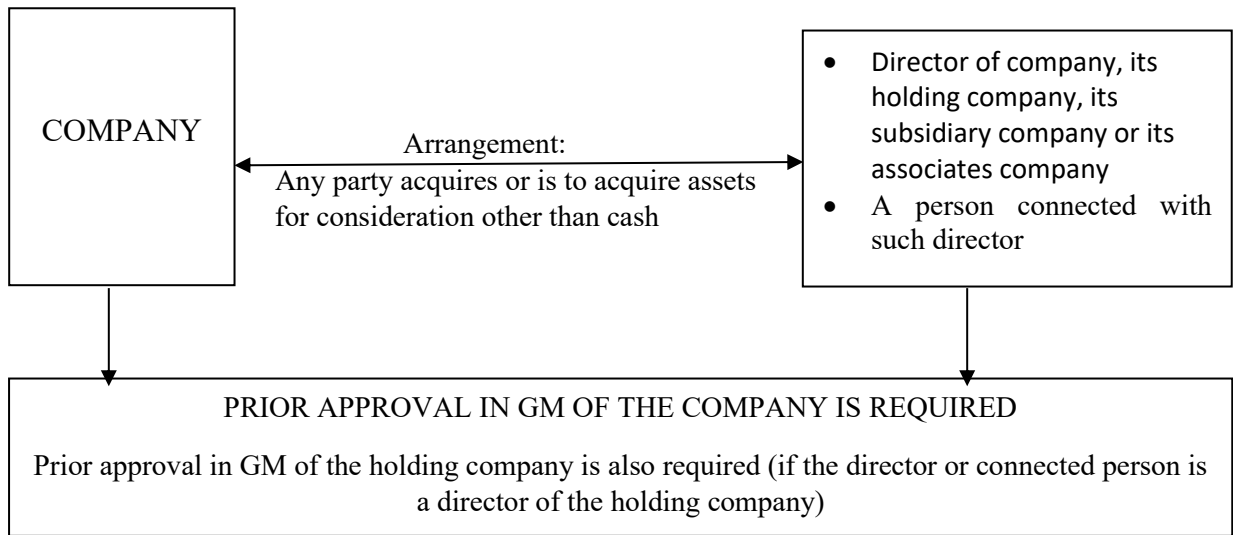 COMPANY
Arrangement:
Any party acquires or is to acquire assets
for consideration other than cash
• Director of company, its
holding company, its
subsidiary company or its
associates company
• A person connected with
such director
PRIOR APPROVAL IN GM OF THE COMPANY IS REQUIRED
Prior approval in GM of the holding company is also required (if the director or connected person is
a director of the holding company)